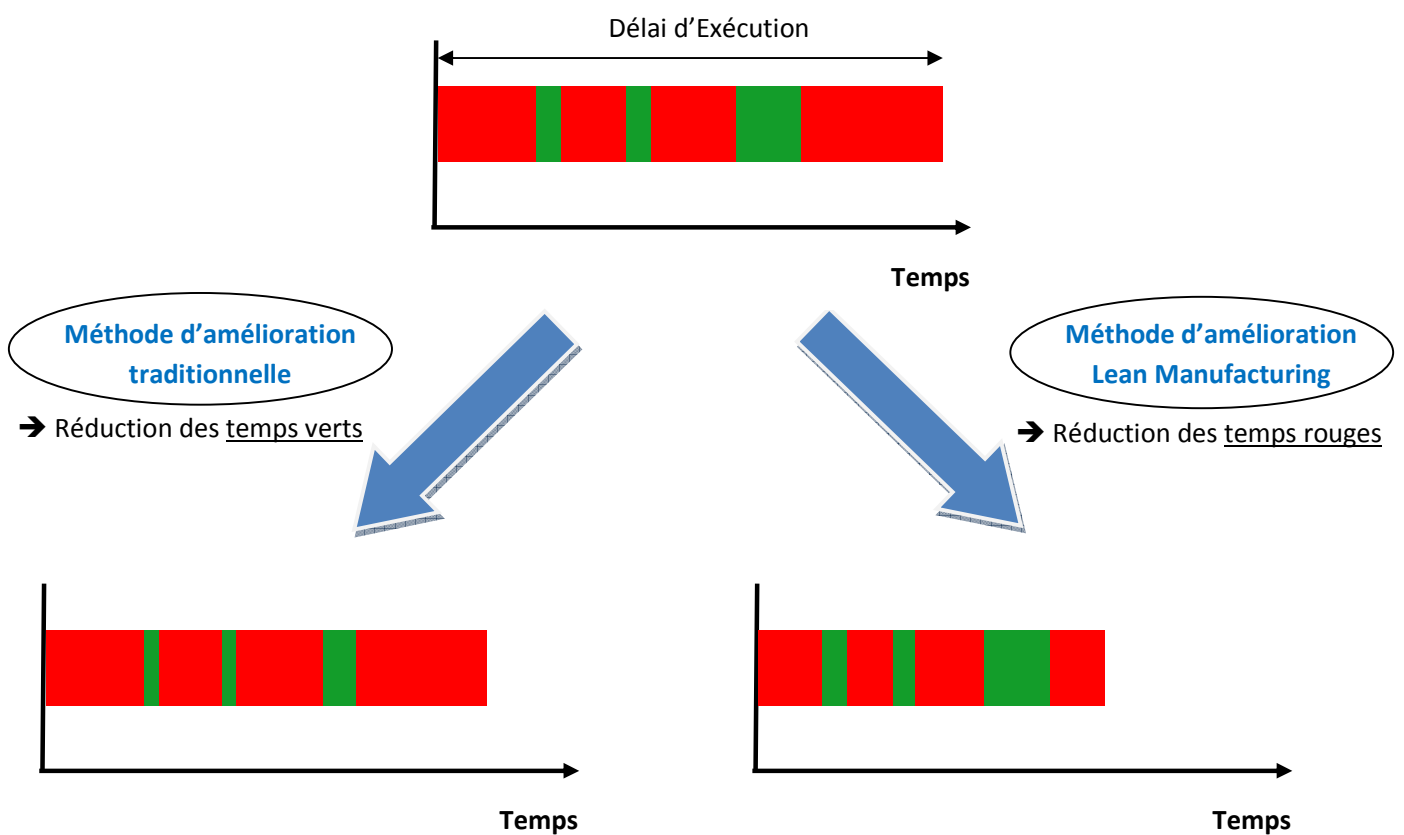 Délai d’Exécution
Temps
Méthode d’amélioration
traditionnelle
➔ Réduction des temps verts
Méthode d’amélioration
Lean Manufacturing
➔ Réduction des temps rouges
Temps
Temps